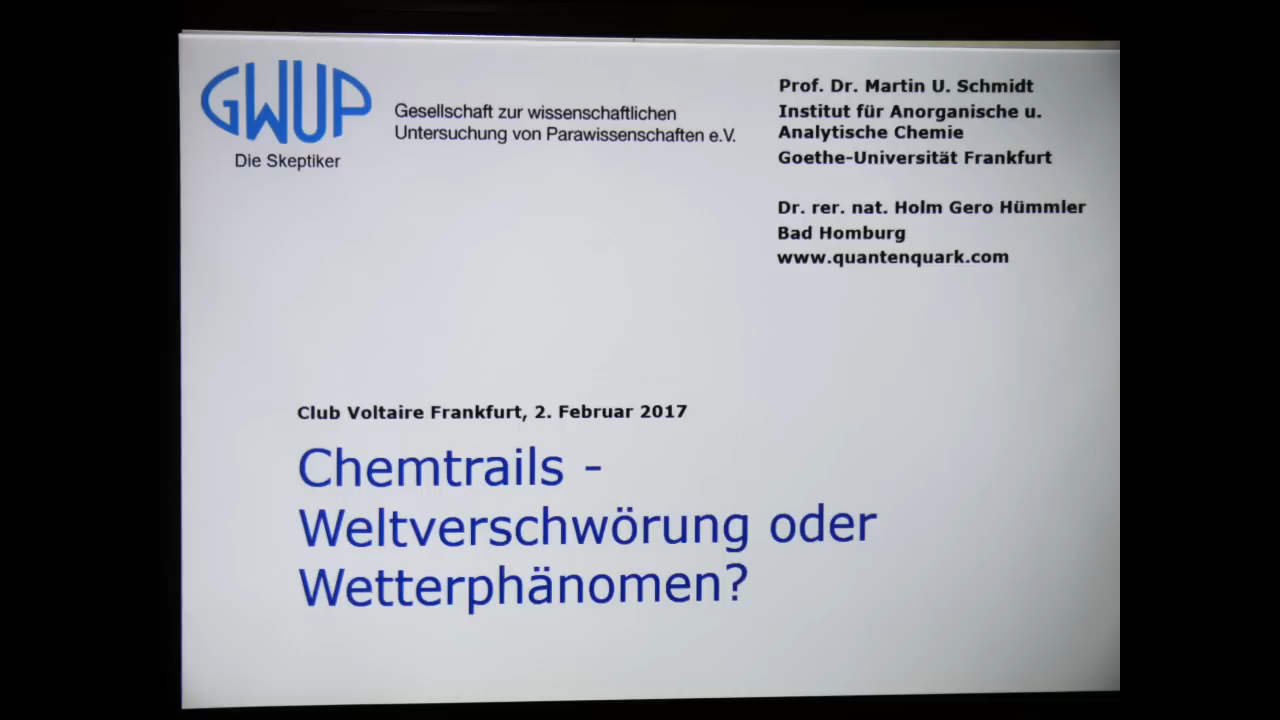 GWUP
Die Skeptiker
Gesellschaft zur wissenschaftlichen
Untersuchung von Parawissenschaften e.V.
Prof. Dr. Martin U. Schmidt
Institut für Anorganische u.
Analytische Chemie
Goethe-Universität Frankfurt
Dr. rer. nat. Holm Gero Hümmler
Bad Homburg
www.quantenquark.com
Club Voltaire Frankfurt, 2. Februar 2017
Chemtrails -
Weltverschwörung oder
Wetterphänomen?